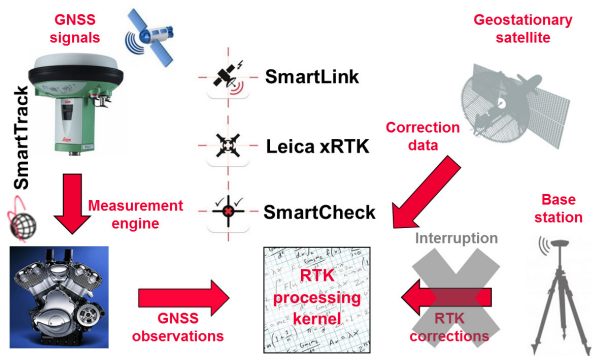 GNSS
signals
Geostationary
satellite
SmartLink
SmartTrack
Leica xRTK
Correction
data
Measurement
engine
SmartCheck
Base
station
Interruption
RTK
processing
kernel
GNSS
observations
RTK
corrections